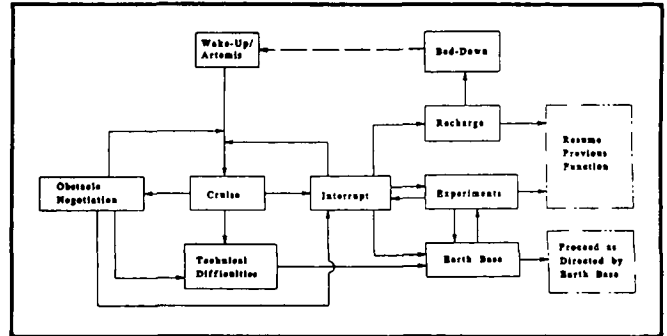 Wake-Up/
Artemis
Bed-Down
Recharge
Resume
Previous
Function
Obstacle
Negotiation
Cruise
Interrupt
Experiments
Technical
Difficulties
Earth Base
Proceed as
Directed by
Earth Base